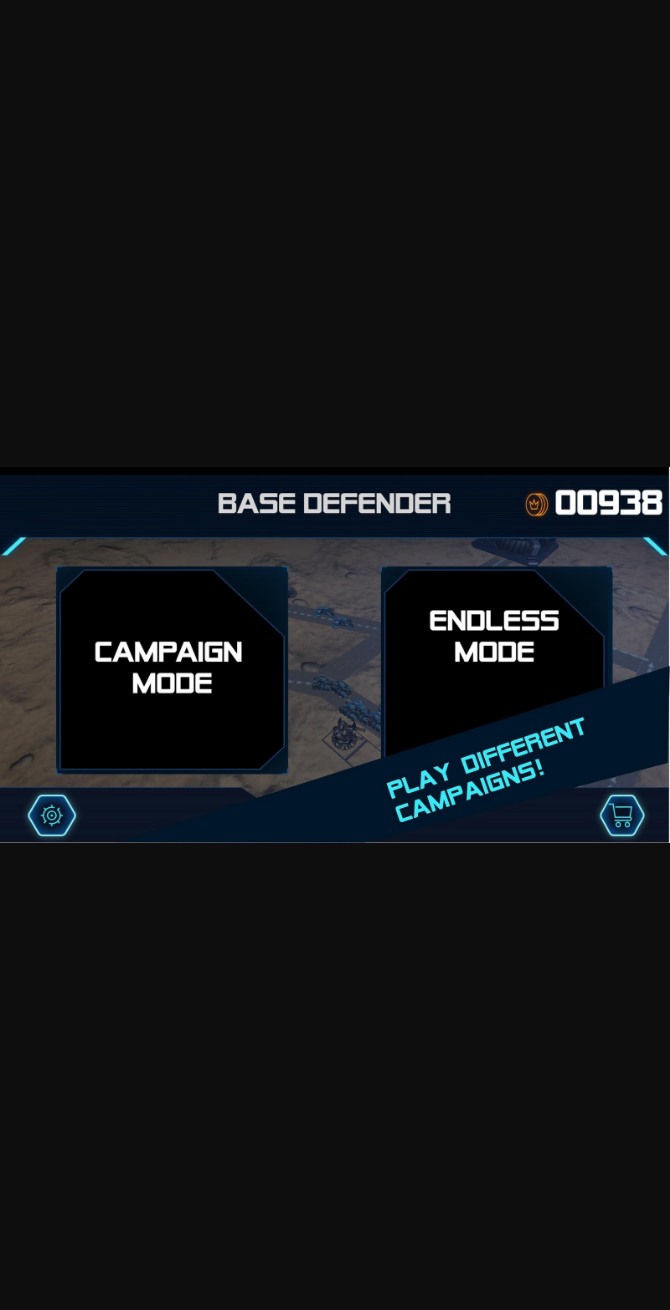 BASE DEFENDER
00938
CAMPAIGN
MODE
ENDLESS
MODE
PLAY DIFFERENT
CAMPAIGNS!